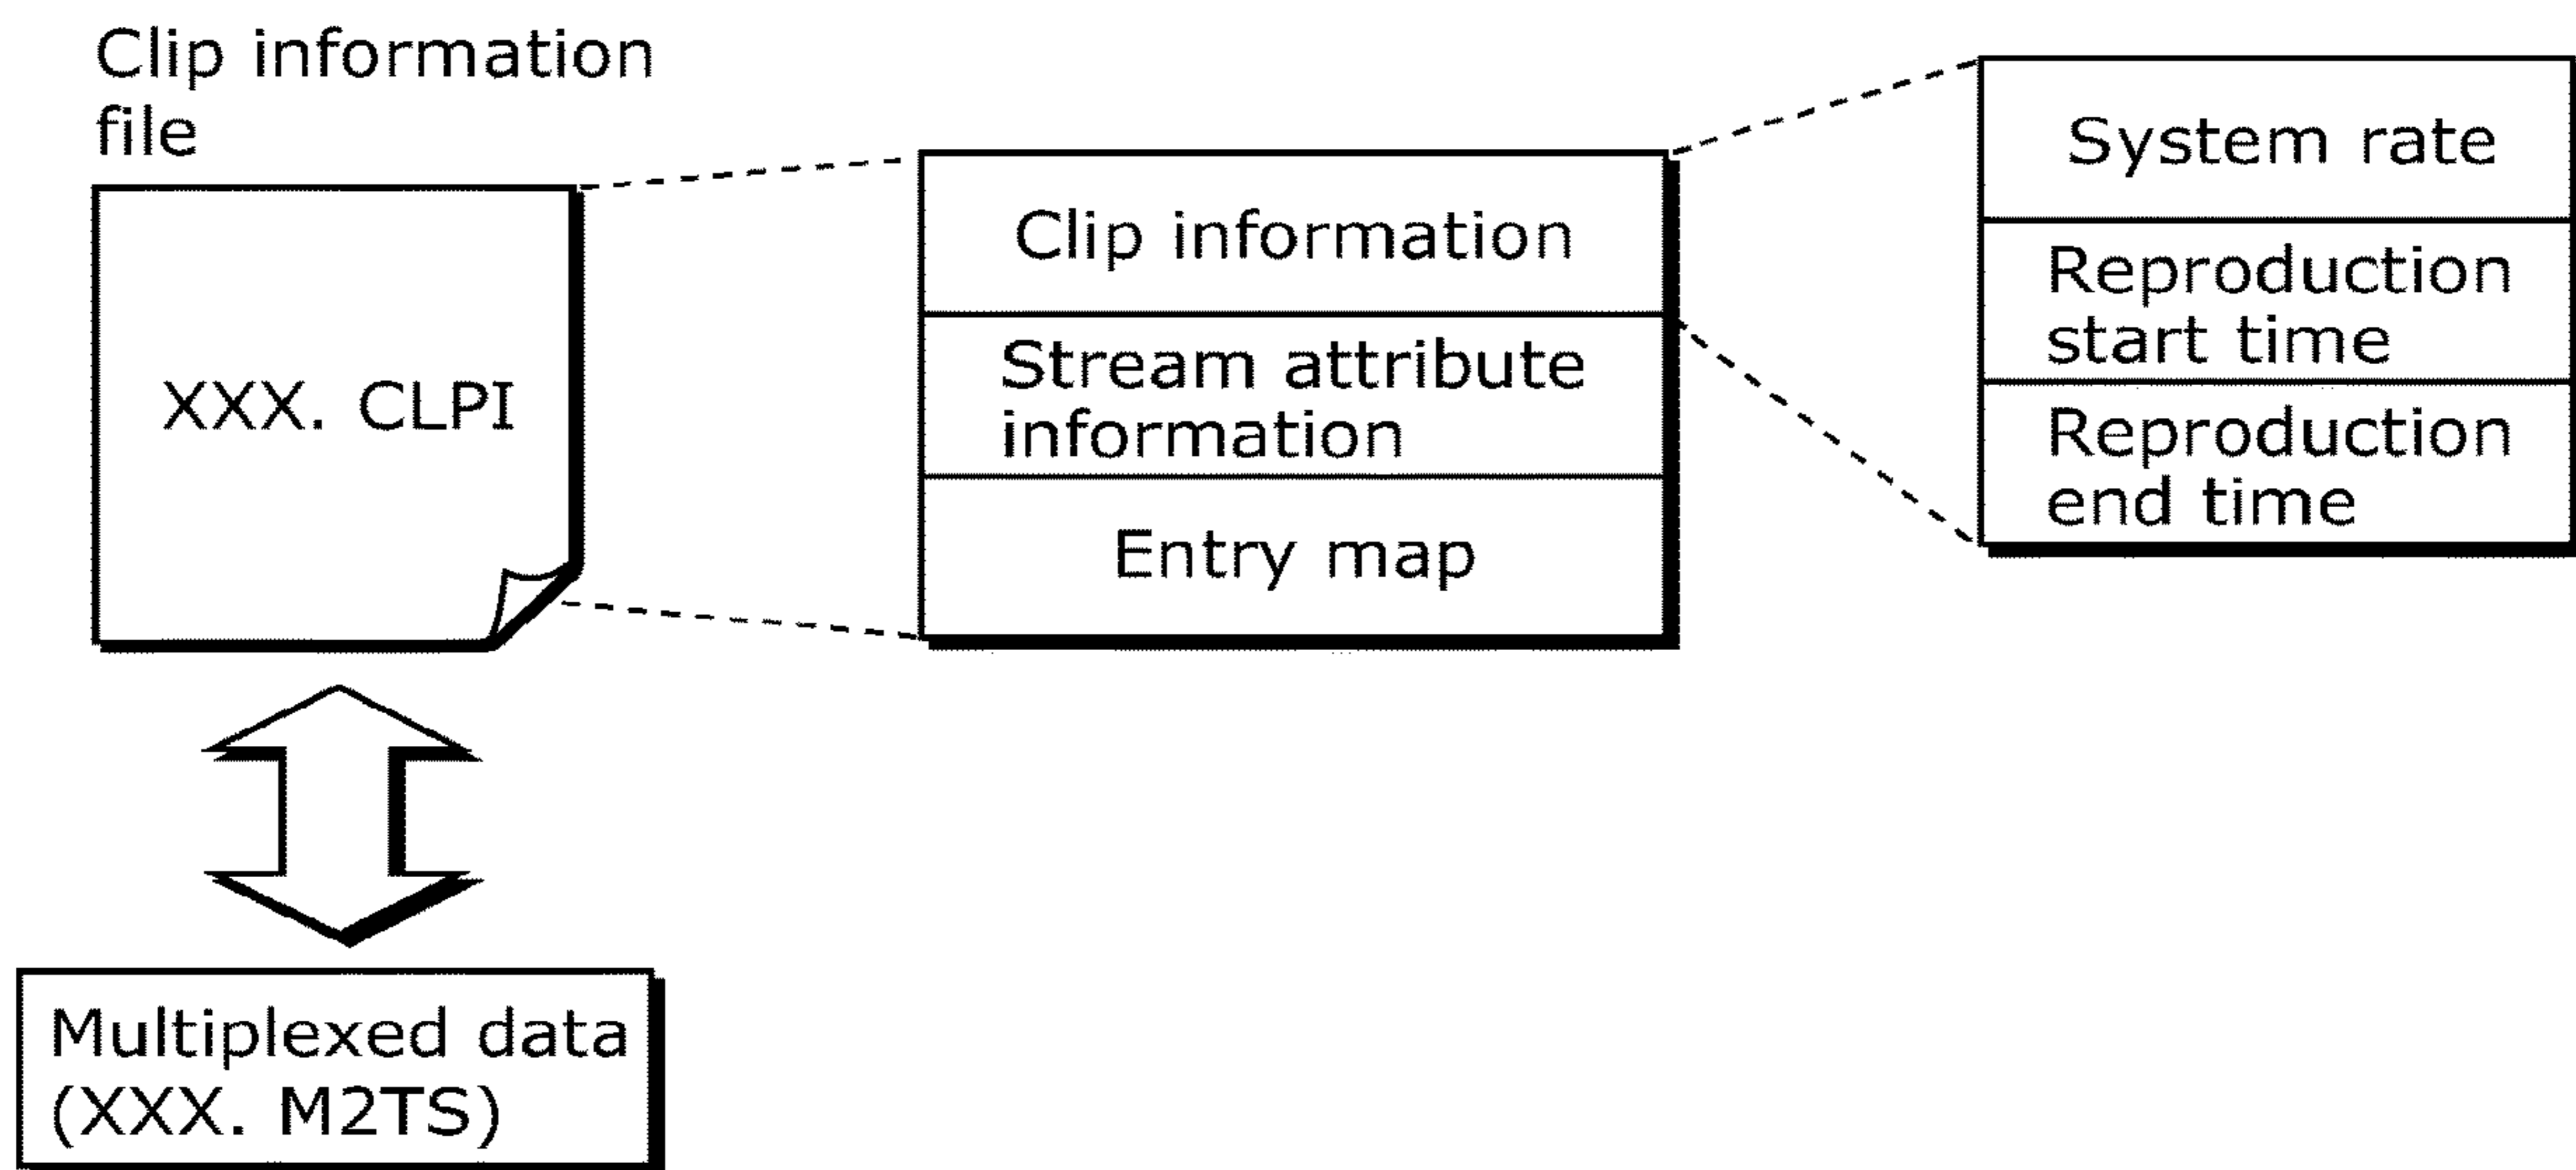 Clip information
file
XXX. CLPI
Clip information
Stream attribute
information
Entry map
System rate
Reproduction
start time
Reproduction
end time
Multiplexed data
(XXX. M2TS)